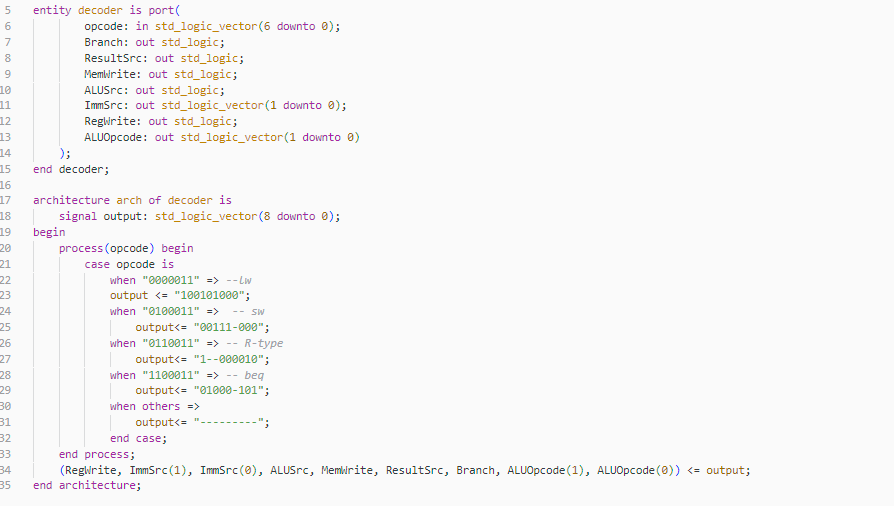 5 entity decoder is port(
6 opcode: in std_logic_vector(6 downto 0);
7 Branch: out std_logic;
8 ResultSrc: out std_logic;
9 MemWrite: out std_logic;
10 ALUSrc: out std_logic;
11 ImmSrc: out std_logic_vector(1 downto 0);
12 RegWrite: out std_logic;
13 ALUOpcode: out std_logic_vector(1 downto 0)
14 );
15 end decoder;
16
17 architecture arch of decoder is
18 signal output: std_logic_vector(8 downto 0);
19 begin
20 process(opcode) begin
21 case opcode is
22 when "0000011" => --lw
23 output <= "100101000";
24 when "0100011" =>  -- sw
25 output<= "00111-000";
26 when "0110011" => -- R-type
27 output<= "1--000010";
28 when "1100011" => -- beq
29 output<= "01000-101";
30 when others =>
31 output<= "---------";
32 end case;
33 end process;
34 (RegWrite, ImmSrc(1), ImmSrc(0), ALUSrc, MemWrite, ResultSrc, Branch, ALUOpcode(1), ALUOpcode(0)) <= output;
35 end architecture;